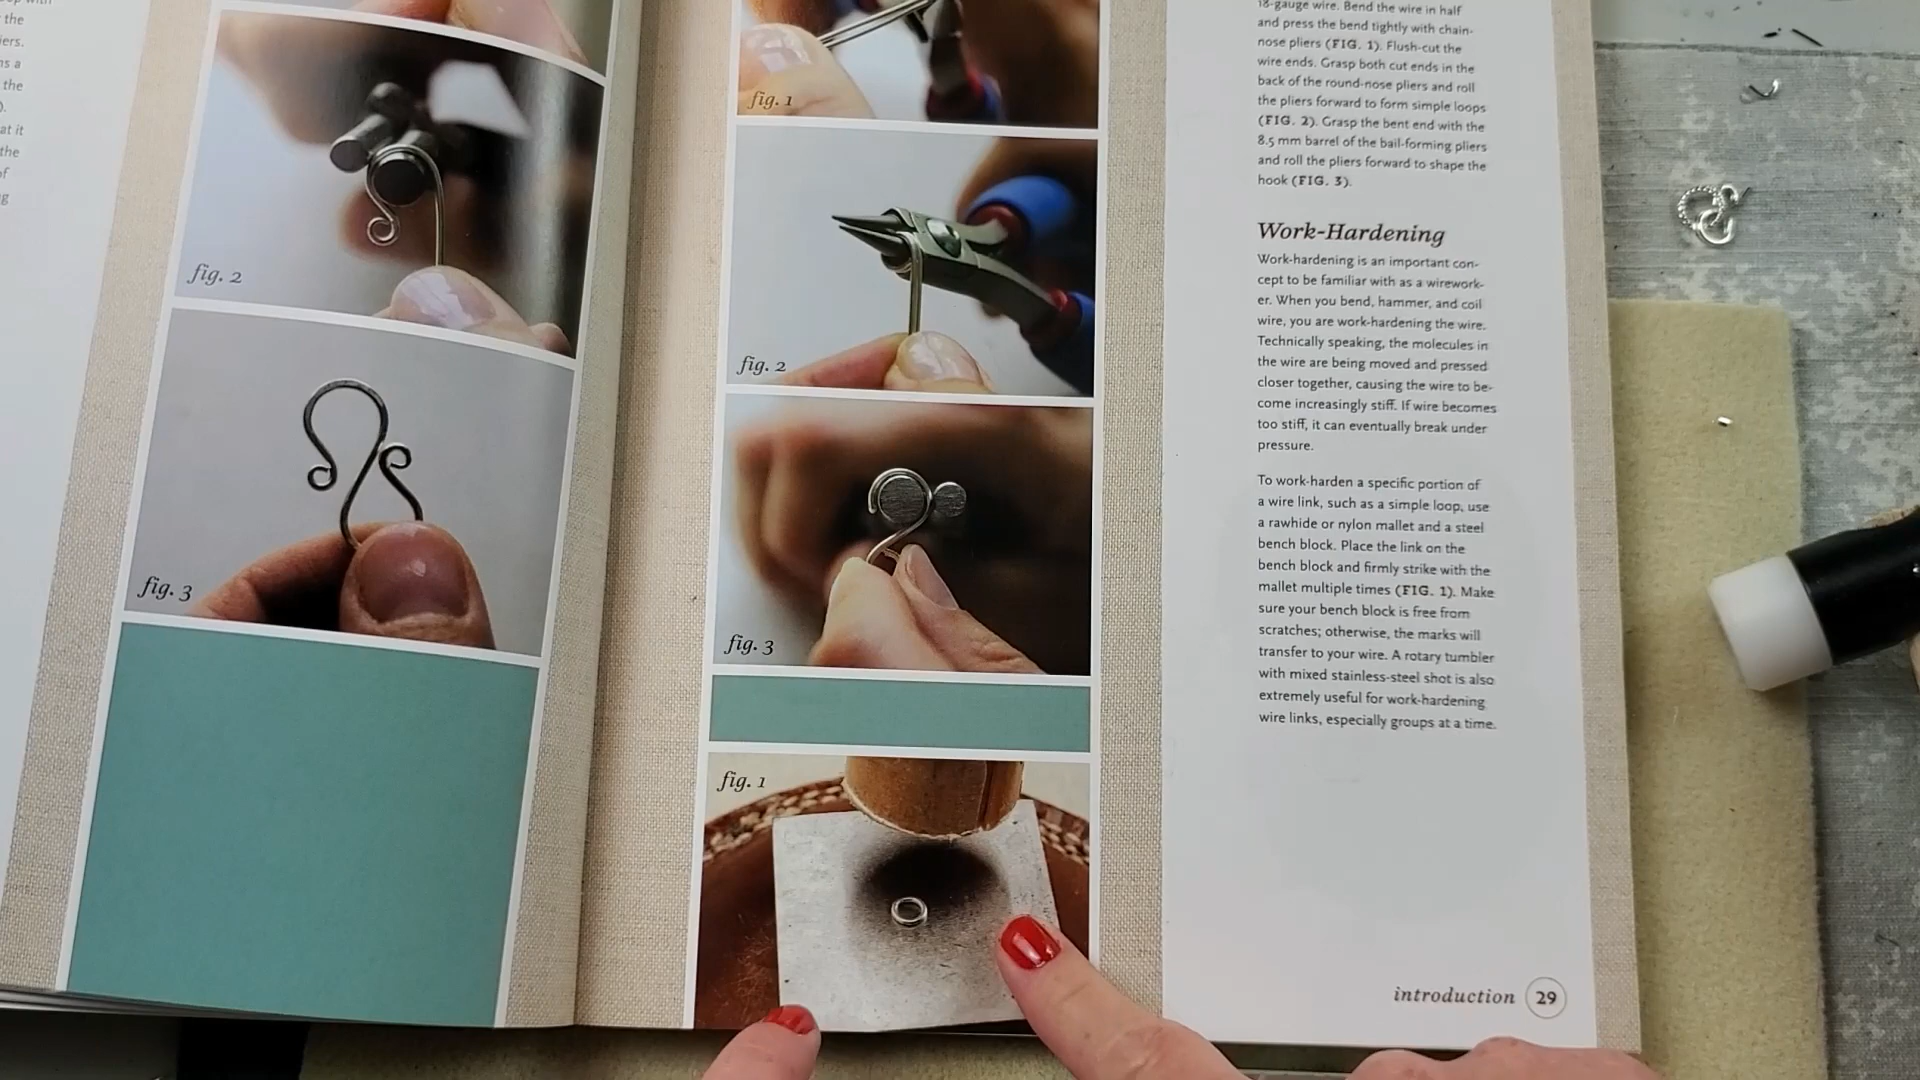 the
iers.
ns a
the
).
at it
the
of
g
fig. 2
fig. 3
fig. 1
fig. 2
fig. 3
fig. 1
18-gauge wire. Bend the wire in half
and press the bend tightly with chain-
nose pliers (FIG. 1). Flush-cut the
wire ends. Grasp both cut ends in the
back of the round-nose pliers and roll
the pliers forward to form simple loops
(FIG. 2). Grasp the bent end with the
8.5 mm barrel of the bail-forming pliers
and roll the pliers forward to shape the
hook (FIG. 3).
Work-Hardening
Work-hardening is an important con-
cept to be familiar with as a wirework-
er. When you bend, hammer, and coil
wire, you are work-hardening the wire.
Technically speaking, the molecules in
the wire are being moved and pressed
closer together, causing the wire to be-
come increasingly stiff. If wire becomes
too stiff, it can eventually break under
pressure.
To work-harden a specific portion of
a wire link, such as a simple loop, use
a rawhide or nylon mallet and a steel
bench block. Place the link on the
bench block and firmly strike with the
mallet multiple times (FIG. 1). Make
sure your bench block is free from
scratches; otherwise, the marks will
transfer to your wire. A rotary tumbler
with mixed stainless-steel shot is also
extremely useful for work-hardening
wire links, especially groups at a time.
introduction 29